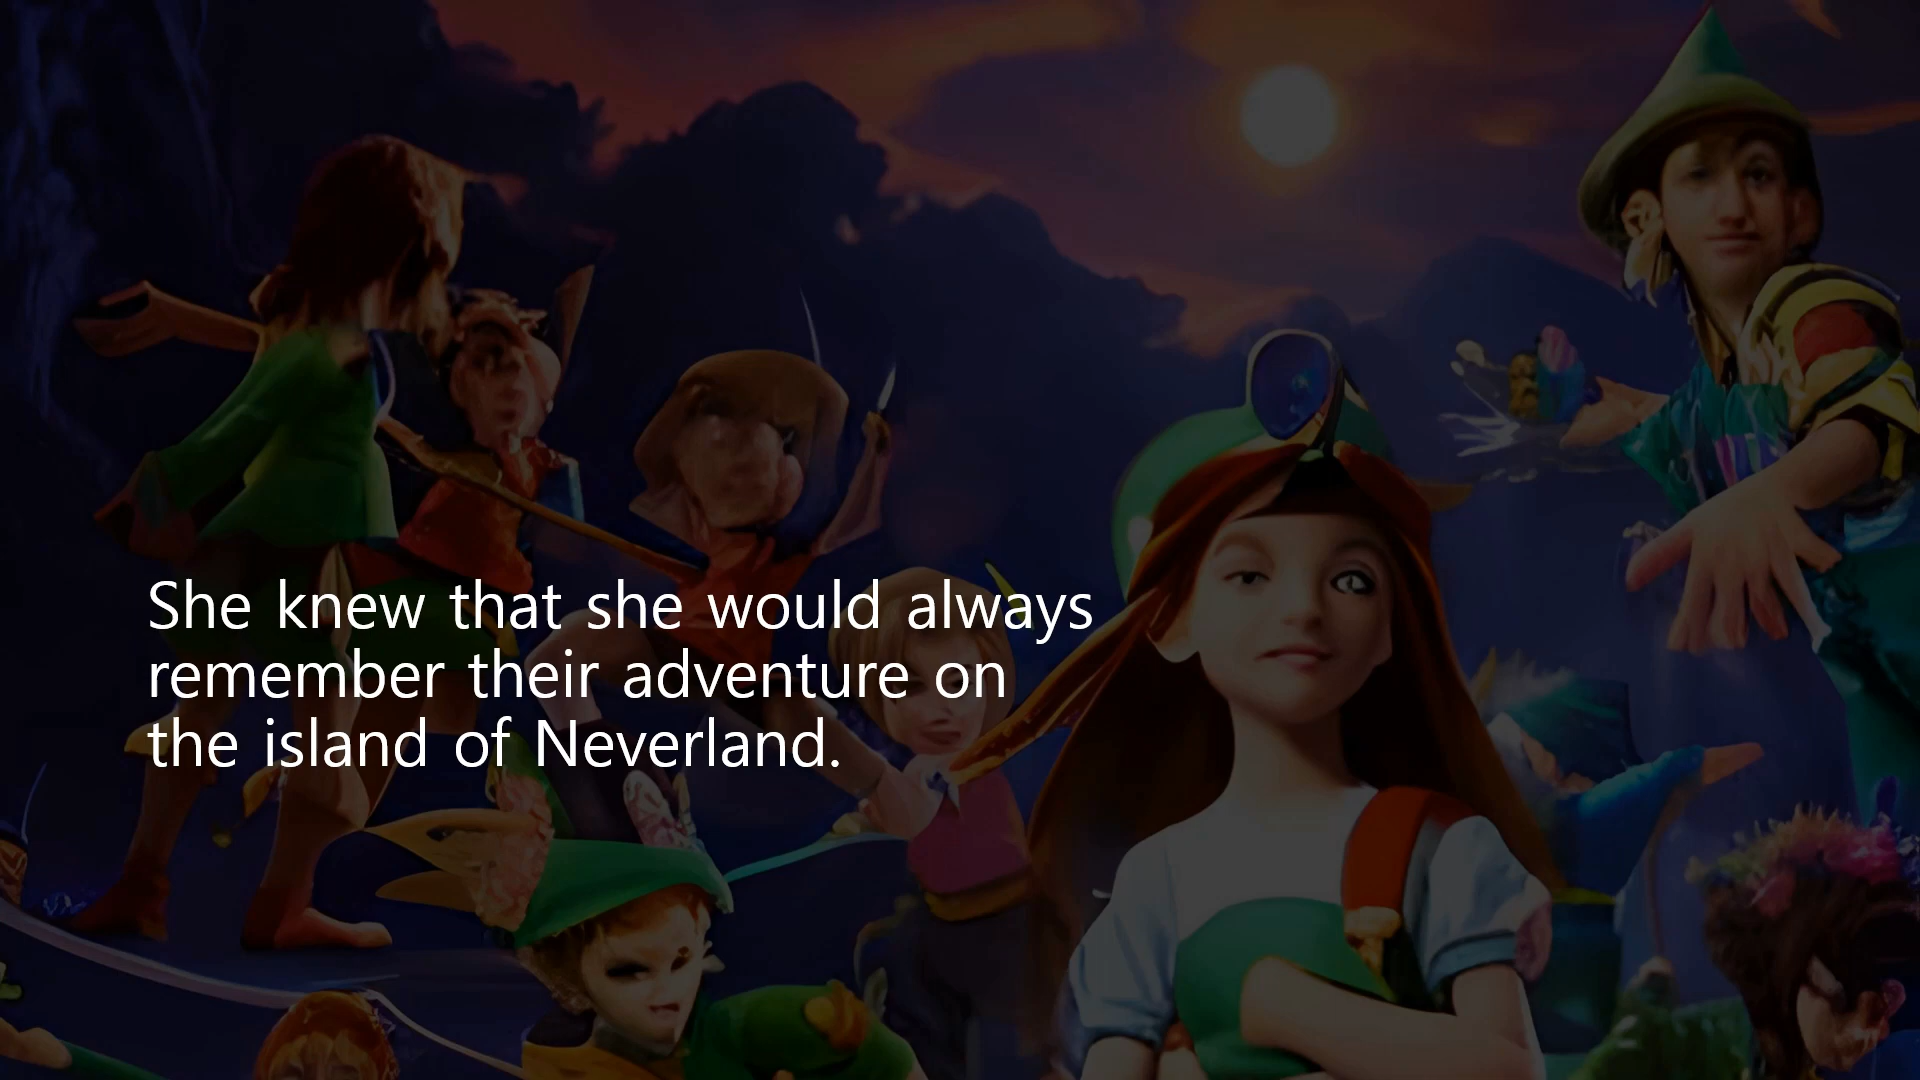 She knew that she would always
remember their adventure on
the island of Neverland.